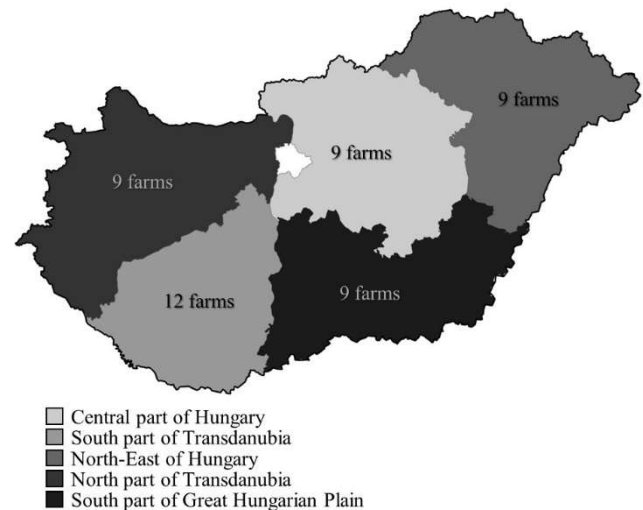 9 farms
9 farms
9 farms
12 farms
9 farms
Central part of Hungary
South part of Transdanubia
North-East of Hungary
North part of Transdanubia
South part of Great Hungarian Plain